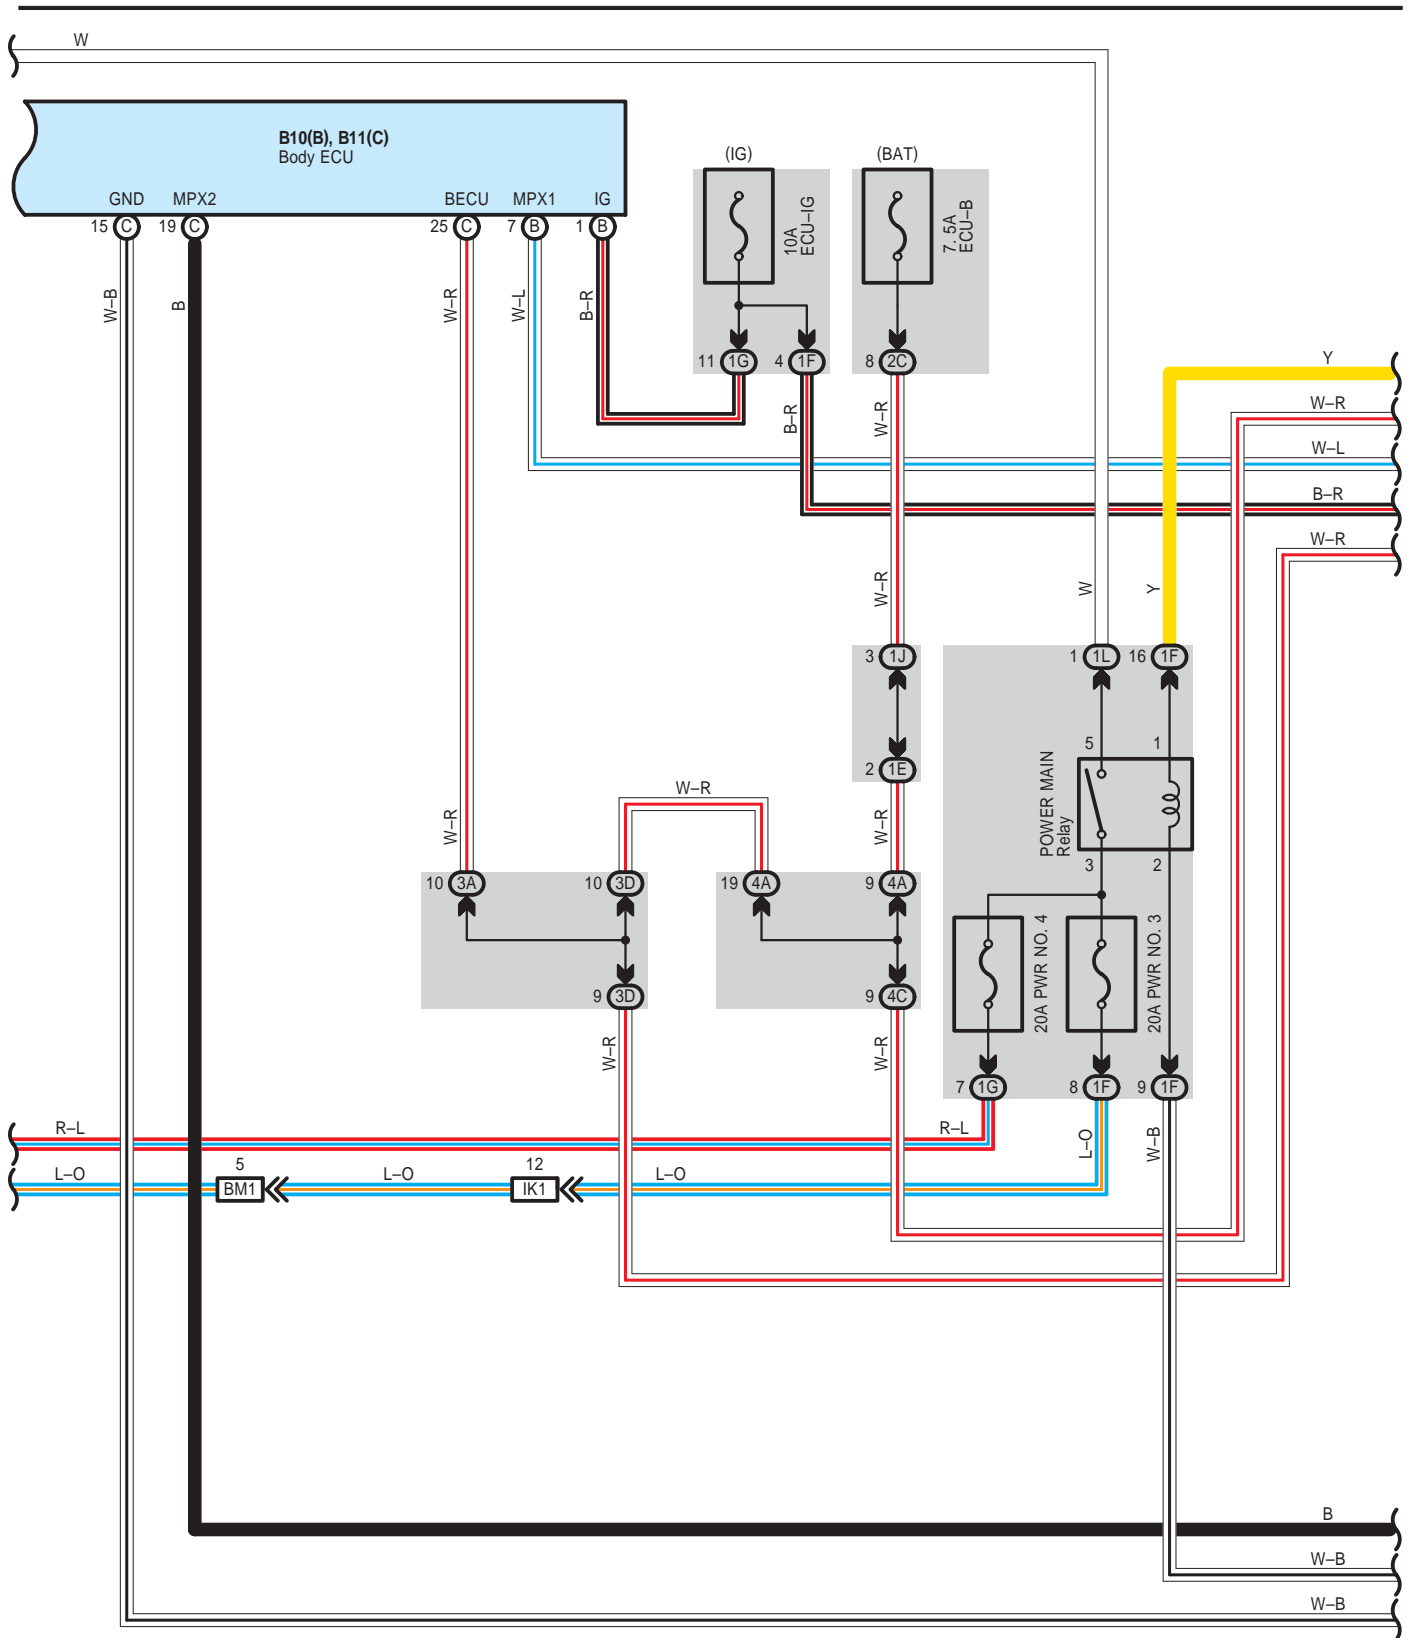 W
B10(B), B11(C)
Body ECU
GND
MPX2
BECU
MPX1
IG
15 C
19 C
25 C
7 B
1 B
(IG)
(BAT)
10A
ECU–IG
7. 5A
ECU–B
W–B
B
W–R
W–L
B–R
11 1G
4 1F
8 2C
B–R
W–R
Y
W–R
W–L
B–R
W–R
W–R
W
Y
3 1J
1 1L
16 1F
2 1E
5
1
POWER MAIN
Relay
3
2
W–R
W–R
W–R
10 3A
10 3D
19 4A
9 4A
20A PWR NO. 4
20A PWR NO. 3
9 3D
9 4C
W–R
W–R
7 1G
8 1F
9 1F
R–L
R–L
L–O
W–B
L–O
5
BM1
L–O
12
IK1
L–O
B
W–B
W–B